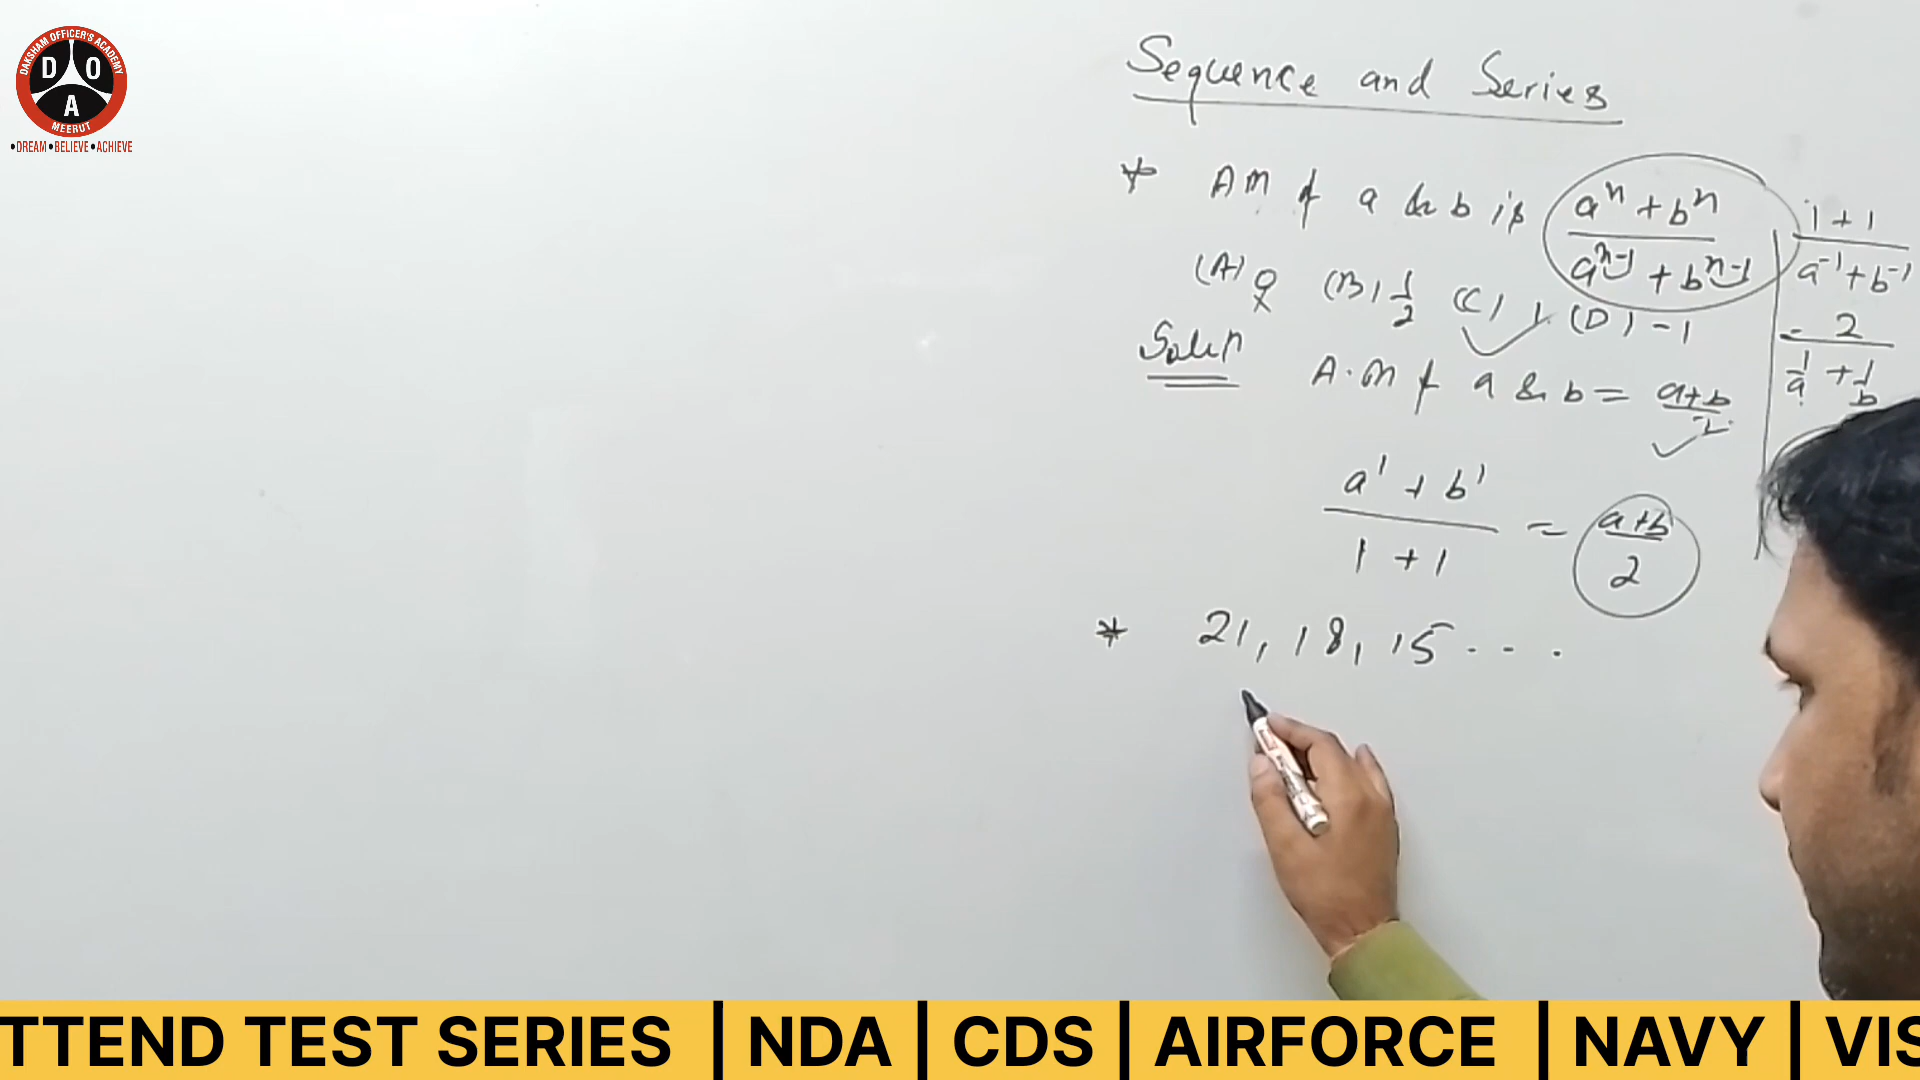 DAKSHAM OFFICER'S ACADEMY
D O
A
MEERUT
•DREAM•BELIEVE•ACHIEVE
Sequence and Series
* AM of a & b is (aⁿ + bⁿ)/(aⁿ⁻¹ + bⁿ⁻¹)
(A) 0 (B) 1/2 (C) 1 (D) -1
Soluⁿ
A.M of a & b = (a+b)/2
(a¹ + b¹)/(1 + 1) = (a+b)/2
(1 + 1)/(a⁻¹ + b⁻¹)
= 2/(1/a + 1/b)
* 21, 18, 15 - - - .
TTEND TEST SERIES | NDA | CDS | AIRFORCE | NAVY | VIS